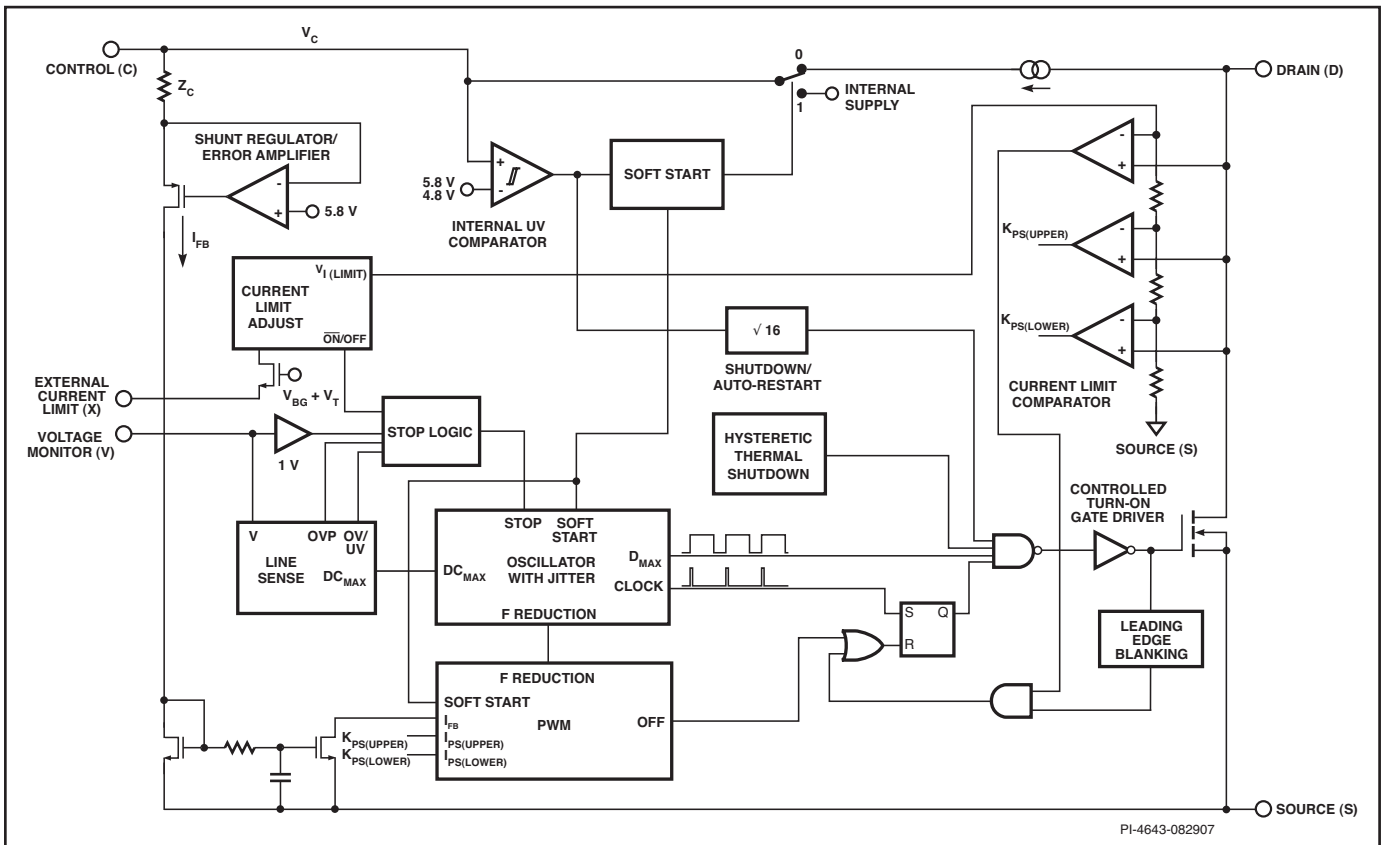 V_C
0
CONTROL (C)
DRAIN (D)
Z_C
INTERNAL
SUPPLY
1
SHUNT REGULATOR/
ERROR AMPLIFIER
-
+
5.8 V
I_FB
+
-
5.8 V
4.8 V
INTERNAL UV
COMPARATOR
SOFT START
-
+
K_PS(UPPER)
-
+
K_PS(LOWER)
-
+
CURRENT LIMIT
COMPARATOR
SOURCE (S)
V_I (LIMIT)
CURRENT
LIMIT
ADJUST
O̅N̅/OFF
√ 16
SHUTDOWN/
AUTO-RESTART
EXTERNAL
CURRENT
LIMIT (X)
V_BG + V_T
VOLTAGE
MONITOR (V)
1 V
STOP LOGIC
HYSTERETIC
THERMAL
SHUTDOWN
CONTROLLED
TURN-ON
GATE DRIVER
V
OVP
OV/
UV
LINE
SENSE
DC_MAX
STOP
SOFT
START
DC_MAX
OSCILLATOR
WITH JITTER
D_MAX
CLOCK
F REDUCTION
S
Q
R
LEADING
EDGE
BLANKING
F REDUCTION
SOFT START
PWM
OFF
I_FB
K_PS(UPPER)
I_PS(UPPER)
K_PS(LOWER)
I_PS(LOWER)
SOURCE (S)
PI-4643-082907